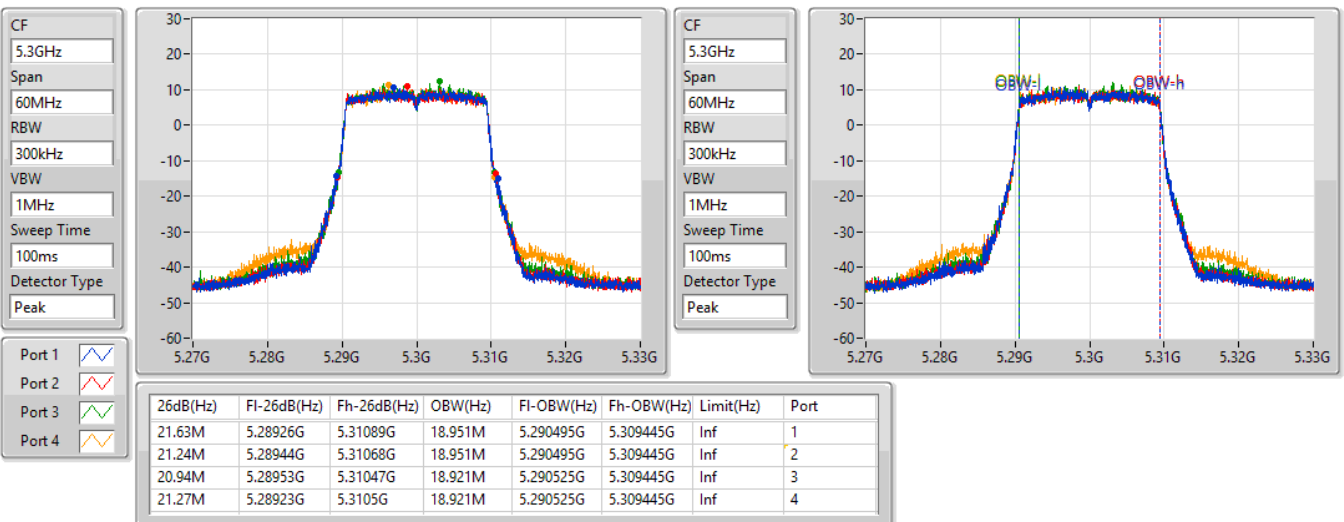 CF
5.3GHz
Span
60MHz
RBW
300kHz
VBW
1MHz
Sweep Time
100ms
Detector Type
Peak
30
20
10
0
-10
-20
-30
-40
-50
-60
5.27G 5.28G 5.29G 5.3G 5.31G 5.32G 5.33G
CF
5.3GHz
Span
60MHz
RBW
300kHz
VBW
1MHz
Sweep Time
100ms
Detector Type
Peak
30
20
10
0
-10
-20
-30
-40
-50
-60
OBW-l OBW-h
5.27G 5.28G 5.29G 5.3G 5.31G 5.32G 5.33G
Port 1
Port 2
Port 3
Port 4
26dB(Hz) Fl-26dB(Hz) Fh-26dB(Hz) OBW(Hz) Fl-OBW(Hz) Fh-OBW(Hz) Limit(Hz) Port
21.63M 5.28926G 5.31089G 18.951M 5.290495G 5.309445G Inf 1
21.24M 5.28944G 5.31068G 18.951M 5.290495G 5.309445G Inf 2
20.94M 5.28953G 5.31047G 18.921M 5.290525G 5.309445G Inf 3
21.27M 5.28923G 5.3105G 18.921M 5.290525G 5.309445G Inf 4